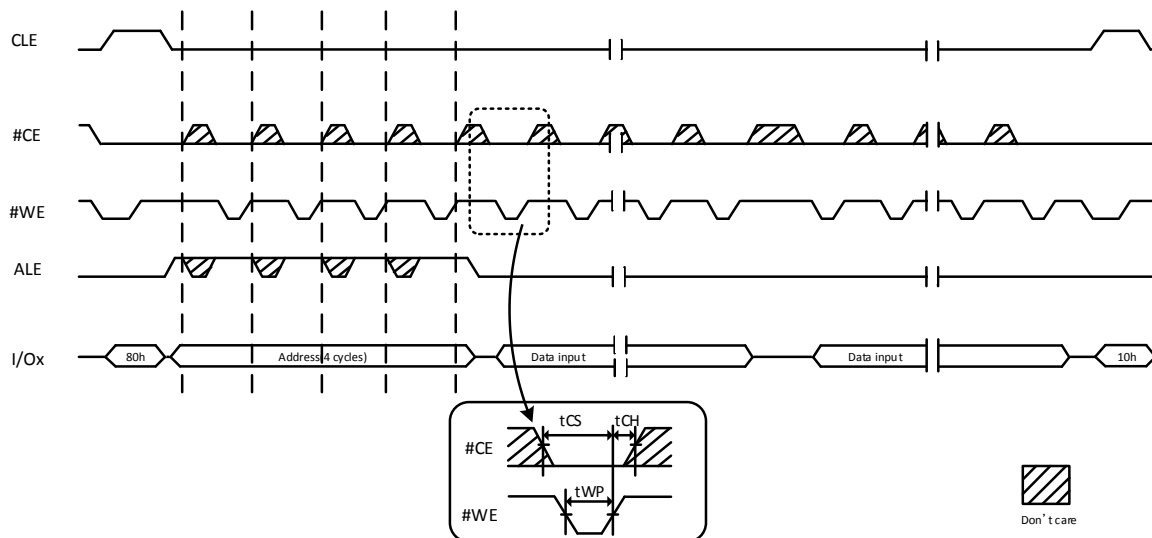 CLE
#CE
#WE
ALE
I/Ox
80h
Address(4 cycles)
Data input
Data input
10h
tCS
tCH
#CE
tWP
#WE
Don't care